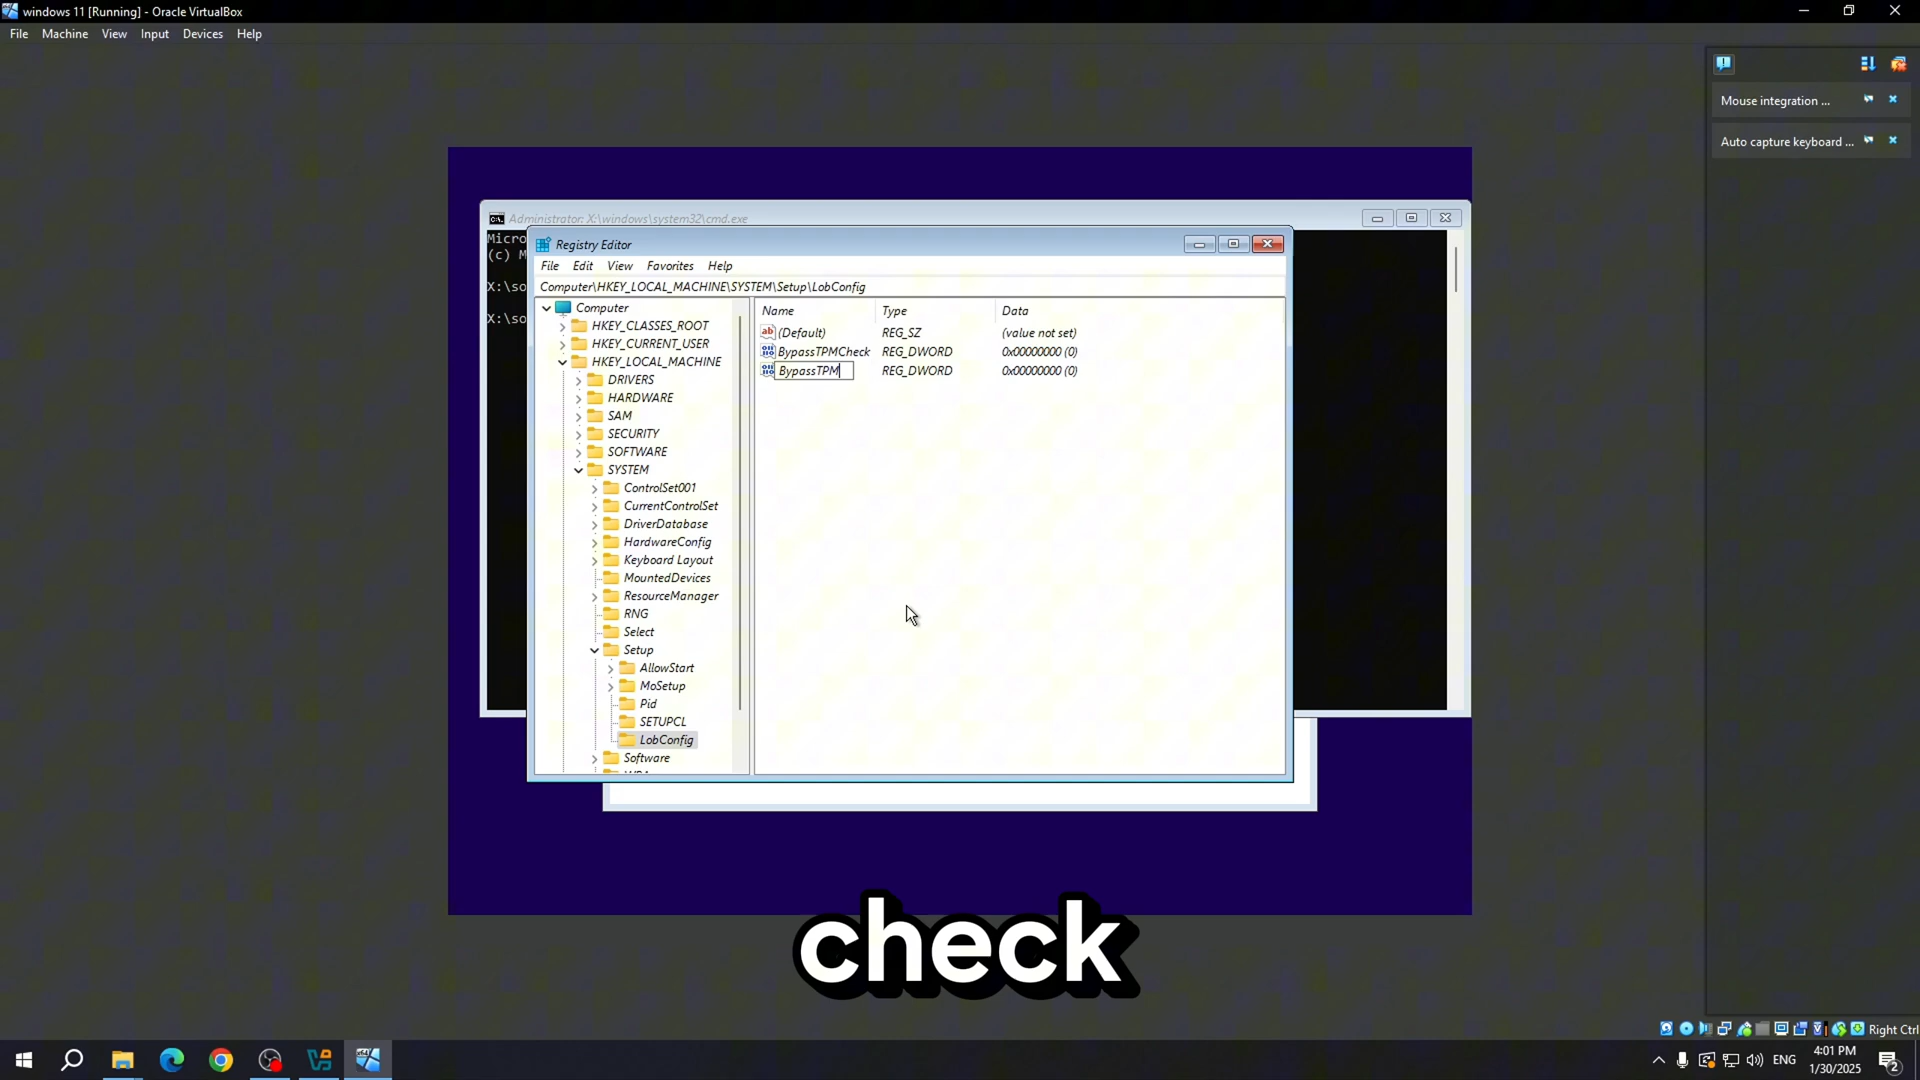 windows 11 [Running] - Oracle VirtualBox
File Machine View Input Devices Help
Mouse integration ...
Auto capture keyboard ...
Administrator: X:\windows\system32\cmd.exe
Micro
(c) M
X:\so
X:\so
Registry Editor
File Edit View Favorites Help
Computer\HKEY_LOCAL_MACHINE\SYSTEM\Setup\LobConfig
Computer
HKEY_CLASSES_ROOT
HKEY_CURRENT_USER
HKEY_LOCAL_MACHINE
DRIVERS
HARDWARE
SAM
SECURITY
SOFTWARE
SYSTEM
ControlSet001
CurrentControlSet
DriverDatabase
HardwareConfig
Keyboard Layout
MountedDevices
ResourceManager
RNG
Select
Setup
AllowStart
MoSetup
Pid
SETUPCL
LobConfig
Software
Name Type Data
(Default) REG_SZ (value not set)
BypassTPMCheck REG_DWORD 0x00000000 (0)
BypassTPM REG_DWORD 0x00000000 (0)
check
Right Ctrl
ENG
4:01 PM
1/30/2025
2